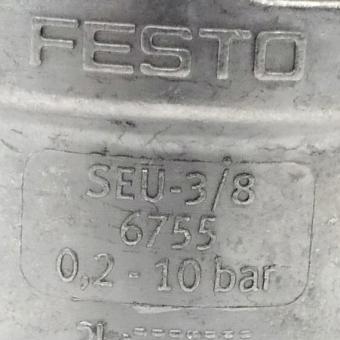 FESTO
SEU-3/8
6755
0,2 - 10 bar